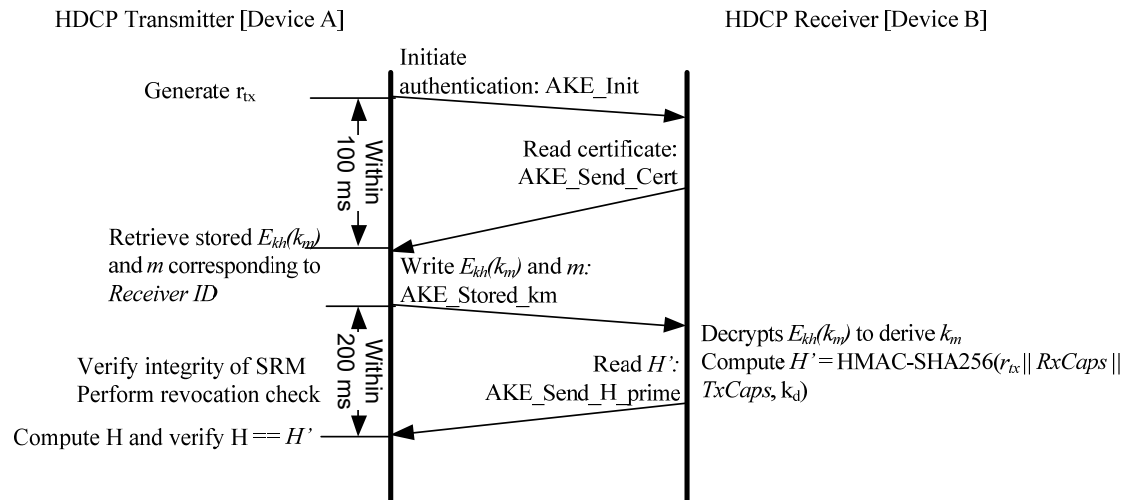 HDCP Transmitter [Device A]
HDCP Receiver [Device B]
Initiate
authentication: AKE_Init
Generate rtx
Within
100 ms
Read certificate:
AKE_Send_Cert
Retrieve stored Ekh(km)
and m corresponding to
Receiver ID
Write Ekh(km) and m:
AKE_Stored_km
Within
200 ms
Decrypts Ekh(km) to derive km
Compute H’ = HMAC-SHA256(rtx || RxCaps ||
TxCaps, kd)
Verify integrity of SRM
Perform revocation check
Read H’:
AKE_Send_H_prime
Compute H and verify H == H’